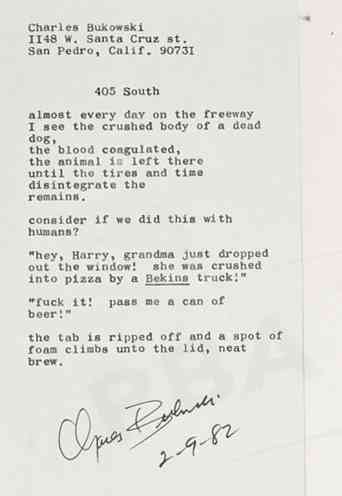 Charles Bukowski
II48 W. Santa Cruz st.
San Pedro, Calif. 9073I
405 South
almost every day on the freeway
I see the crushed body of a dead
dog,
the blood coagulated,
the animal is left there
until the tires and time
disintegrate the
remains.
consider if we did this with
humans?
"hey, Harry, grandma just dropped
out the window!  she was crushed
into pizza by a Bekins truck!"
"fuck it!  pass me a can of
beer!"
the tab is ripped off and a spot of
foam climbs unto the lid, neat
brew.
Charles Bukowski
2-9-82